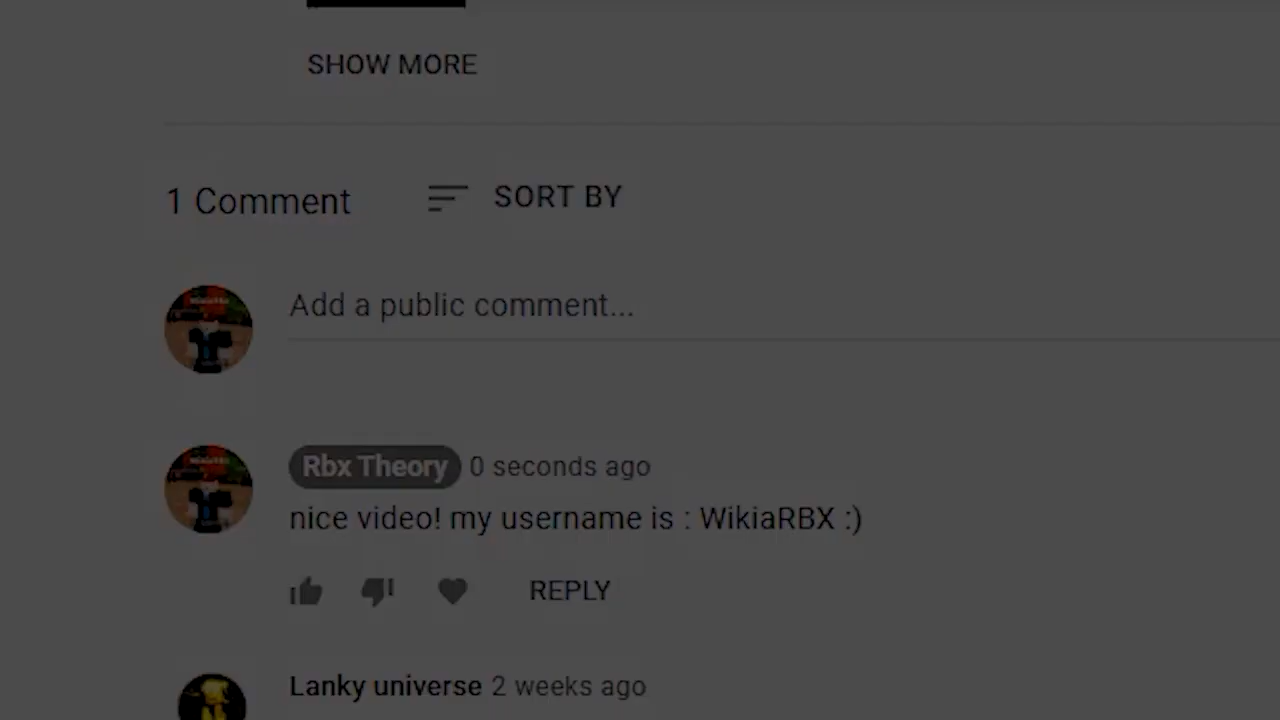 SHOW MORE
1 Comment
SORT BY
Add a public comment...
Rbx Theory 0 seconds ago
nice video! my username is : WikiaRBX :)
REPLY
Lanky universe 2 weeks ago